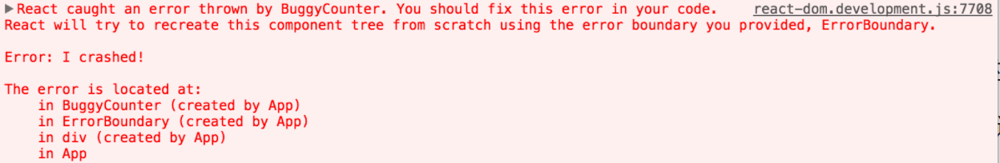 ▶React caught an error thrown by BuggyCounter. You should fix this error in your code. react-dom.development.js:7708
React will try to recreate this component tree from scratch using the error boundary you provided, ErrorBoundary.
Error: I crashed!
The error is located at:
    in BuggyCounter (created by App)
    in ErrorBoundary (created by App)
    in div (created by App)
    in App